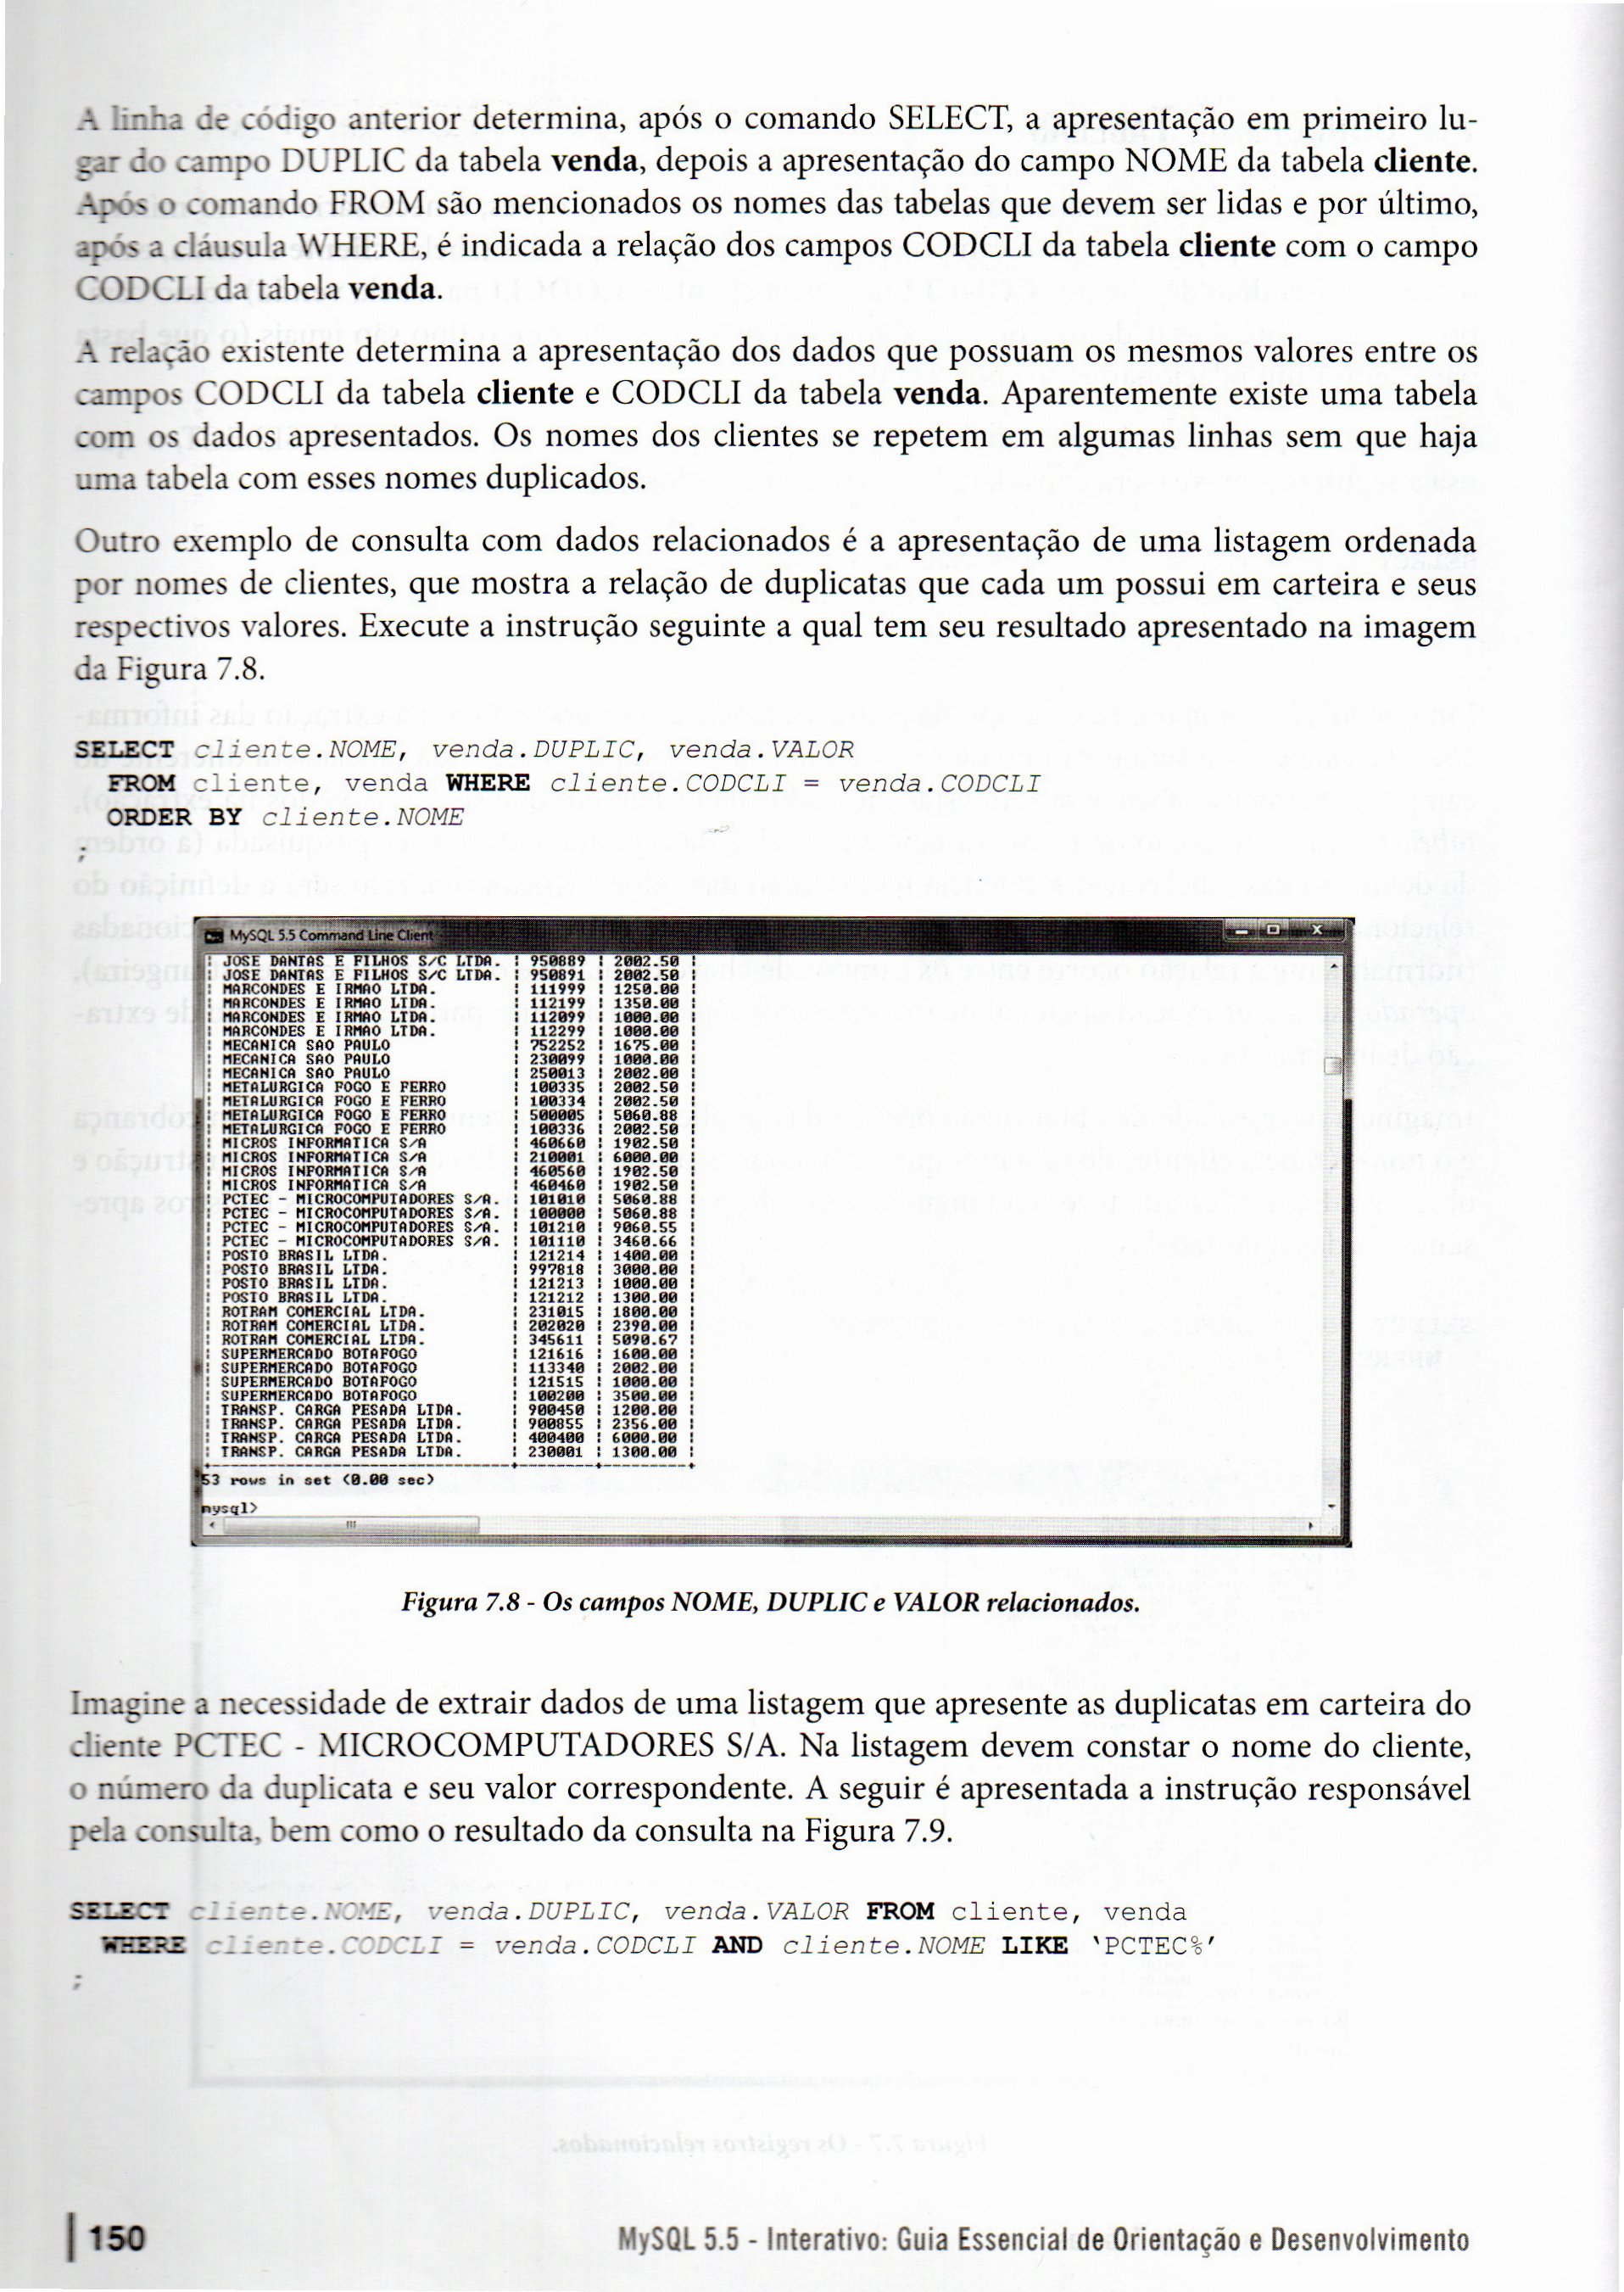 A linha de código anterior determina, após o comando SELECT, a apresentação em primeiro lu-
gar do campo DUPLIC da tabela venda, depois a apresentação do campo NOME da tabela cliente.
Após o comando FROM são mencionados os nomes das tabelas que devem ser lidas e por último,
após a cláusula WHERE, é indicada a relação dos campos CODCLI da tabela cliente com o campo
CODCLI da tabela venda.
A relação existente determina a apresentação dos dados que possuam os mesmos valores entre os
campos CODCLI da tabela cliente e CODCLI da tabela venda. Aparentemente existe uma tabela
com os dados apresentados. Os nomes dos clientes se repetem em algumas linhas sem que haja
uma tabela com esses nomes duplicados.
Outro exemplo de consulta com dados relacionados é a apresentação de uma listagem ordenada
por nomes de clientes, que mostra a relação de duplicatas que cada um possui em carteira e seus
respectivos valores. Execute a instrução seguinte a qual tem seu resultado apresentado na imagem
da Figura 7.8.
SELECT cliente.NOME, venda.DUPLIC, venda.VALOR
FROM cliente, venda WHERE cliente.CODCLI = venda.CODCLI
ORDER BY cliente.NOME
;
MySQL 5.5 Command Line Client
| JOSE DANTAS E FILHOS S/C LTDA. | 950889 | 2002.50 |
| JOSE DANTAS E FILHOS S/C LTDA. | 950891 | 2002.50 |
| MARCONDES E IRMAO LTDA. | 111999 | 1250.00 |
| MARCONDES E IRMAO LTDA. | 112199 | 1350.00 |
| MARCONDES E IRMAO LTDA. | 112099 | 1000.00 |
| MARCONDES E IRMAO LTDA. | 112299 | 1000.00 |
| MECANICA SAO PAULO | 752252 | 1675.00 |
| MECANICA SAO PAULO | 230099 | 1000.00 |
| MECANICA SAO PAULO | 250013 | 2002.00 |
| METALURGICA FOGO E FERRO | 100335 | 2002.50 |
| METALURGICA FOGO E FERRO | 100334 | 2002.50 |
| METALURGICA FOGO E FERRO | 500005 | 5060.88 |
| METALURGICA FOGO E FERRO | 100336 | 2002.50 |
| MICROS INFORMATICA S/A | 460660 | 1902.50 |
| MICROS INFORMATICA S/A | 210001 | 6000.00 |
| MICROS INFORMATICA S/A | 460560 | 1902.50 |
| MICROS INFORMATICA S/A | 460460 | 1902.50 |
| PCTEC - MICROCOMPUTADORES S/A. | 101010 | 5060.88 |
| PCTEC - MICROCOMPUTADORES S/A. | 100000 | 5060.88 |
| PCTEC - MICROCOMPUTADORES S/A. | 101210 | 9060.55 |
| PCTEC - MICROCOMPUTADORES S/A. | 101110 | 3460.66 |
| POSTO BRASIL LTDA. | 121214 | 1400.00 |
| POSTO BRASIL LTDA. | 997818 | 3000.00 |
| POSTO BRASIL LTDA. | 121213 | 1000.00 |
| POSTO BRASIL LTDA. | 121212 | 1300.00 |
| ROTRAM COMERCIAL LTDA. | 231015 | 1800.00 |
| ROTRAM COMERCIAL LTDA. | 202020 | 2390.00 |
| ROTRAM COMERCIAL LTDA. | 345611 | 5090.67 |
| SUPERMERCADO BOTAFOGO | 121616 | 1600.00 |
| SUPERMERCADO BOTAFOGO | 113340 | 2002.00 |
| SUPERMERCADO BOTAFOGO | 121515 | 1000.00 |
| SUPERMERCADO BOTAFOGO | 100200 | 3500.00 |
| TRANSP. CARGA PESADA LTDA. | 900450 | 1200.00 |
| TRANSP. CARGA PESADA LTDA. | 900855 | 2356.00 |
| TRANSP. CARGA PESADA LTDA. | 400400 | 6000.00 |
| TRANSP. CARGA PESADA LTDA. | 230001 | 1300.00 |
53 rows in set (0.00 sec)
mysql>
Figura 7.8 - Os campos NOME, DUPLIC e VALOR relacionados.
Imagine a necessidade de extrair dados de uma listagem que apresente as duplicatas em carteira do
cliente PCTEC - MICROCOMPUTADORES S/A. Na listagem devem constar o nome do cliente,
o número da duplicata e seu valor correspondente. A seguir é apresentada a instrução responsável
pela consulta, bem como o resultado da consulta na Figura 7.9.
SELECT cliente.NOME, venda.DUPLIC, venda.VALOR FROM cliente, venda
WHERE cliente.CODCLI = venda.CODCLI AND cliente.NOME LIKE ‘PCTEC%’
;
150
MySQL 5.5 - Interativo: Guia Essencial de Orientação e Desenvolvimento